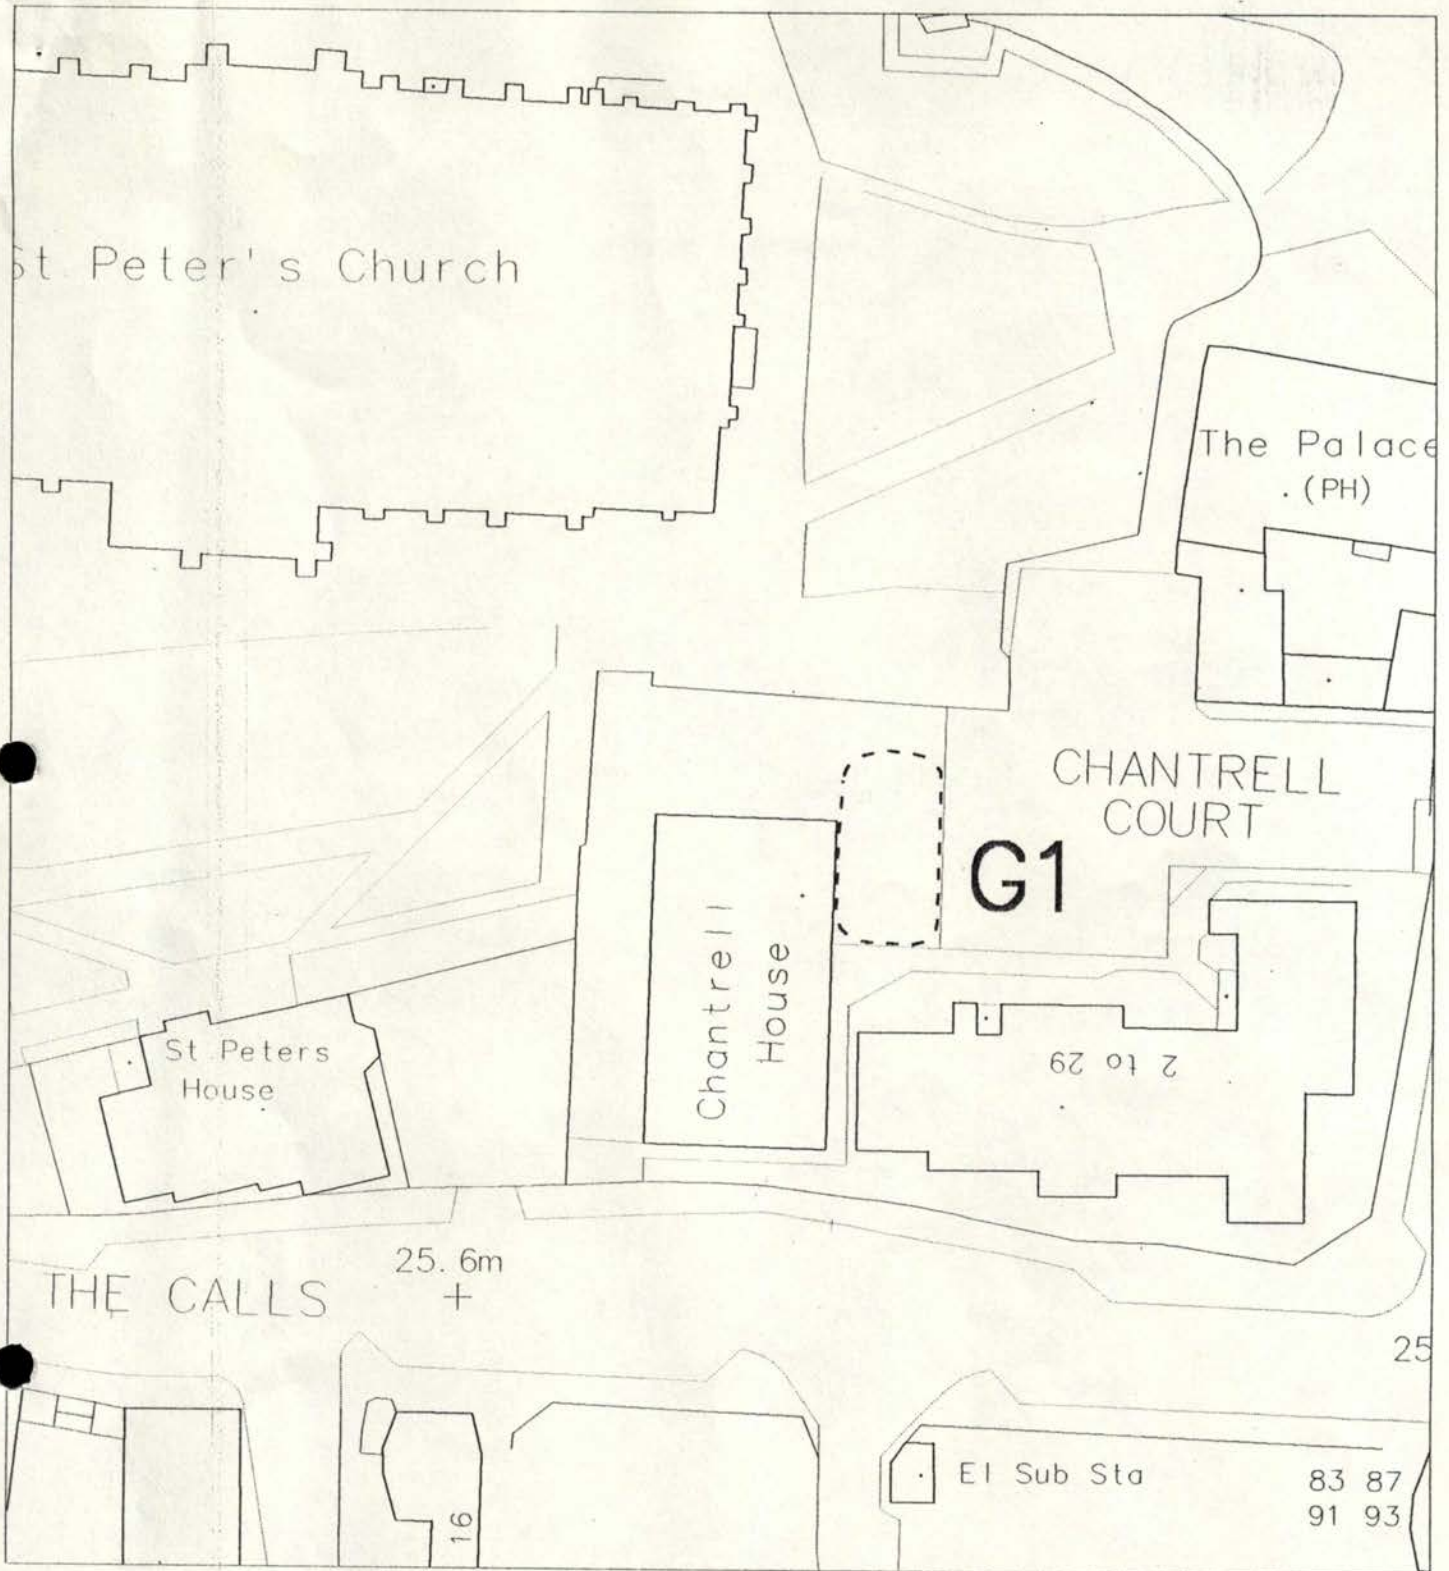 St Peter's Church
The Palace
(PH)
CHANTRELL
COURT
G1
Chantrell
House
St Peters
House
2 to 29
25.6m
THE CALLS
25
16
El Sub Sta
83 87
91 93